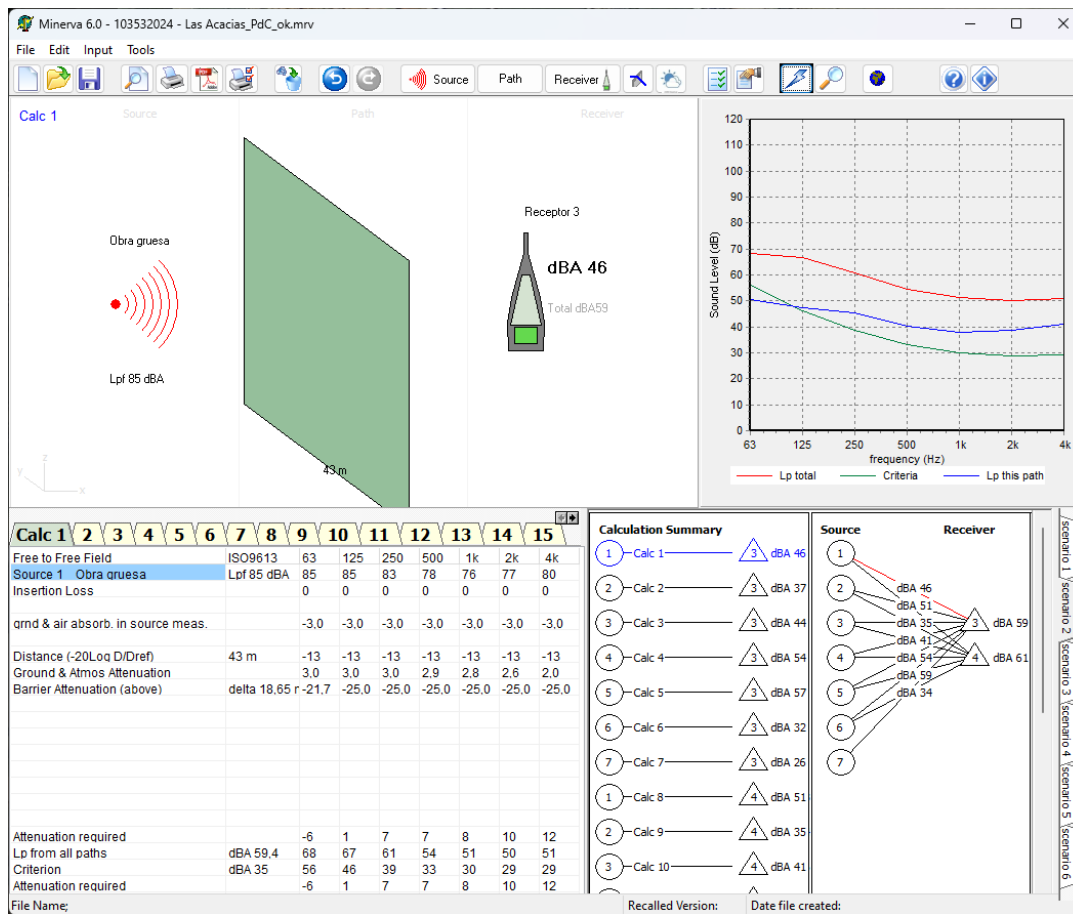 Minerva 6.0 - 103532024 - Las Acacias_PdC_ok.mrv
File Edit Input Tools
Source Path Receiver
Calc 1 Source Path Receiver
Receptor 3
Obra gruesa
dBA 46
Total dBA59
Lpf 85 dBA
43 m
y z x
Sound Level (dB)
120
110
100
90
80
70
60
50
40
30
20
10
0
63 125 250 500 1k 2k 4k
frequency (Hz)
Lp total Criteria Lp this path
Calc 1 2 3 4 5 6 7 8 9 10 11 12 13 14 15
Free to Free Field ISO9613 63 125 250 500 1k 2k 4k
Source 1 Obra gruesa Lpf 85 dBA 85 85 83 78 76 77 80
Insertion Loss 0 0 0 0 0 0 0
grnd & air absorb. in source meas. -3,0 -3,0 -3,0 -3,0 -3,0 -3,0 -3,0
Distance (-20Log D/Dref) 43 m -13 -13 -13 -13 -13 -13 -13
Ground & Atmos Attenuation 3,0 3,0 3,0 2,9 2,8 2,6 2,0
Barrier Attenuation (above) delta 18,65 r -21,7 -25,0 -25,0 -25,0 -25,0 -25,0 -25,0
Attenuation required -6 1 7 7 8 10 12
Lp from all paths dBA 59,4 68 67 61 54 51 50 51
Criterion dBA 35 56 46 39 33 30 29 29
Attenuation required -6 1 7 7 8 10 12
Calculation Summary
1 Calc 1 3 dBA 46
2 Calc 2 3 dBA 37
3 Calc 3 3 dBA 44
4 Calc 4 3 dBA 54
5 Calc 5 3 dBA 57
6 Calc 6 3 dBA 32
7 Calc 7 3 dBA 26
1 Calc 8 4 dBA 51
2 Calc 9 4 dBA 35
3 Calc 10 4 dBA 41
Source Receiver
1
2 dBA 46
dBA 51
3 dBA 35 3 dBA 59
dBA 41
4 dBA 54 4 dBA 61
dBA 59
5 dBA 34
6
7
scenario 1
scenario 2
scenario 3
scenario 4
scenario 5
scenario 6
File Name; Recalled Version: Date file created: